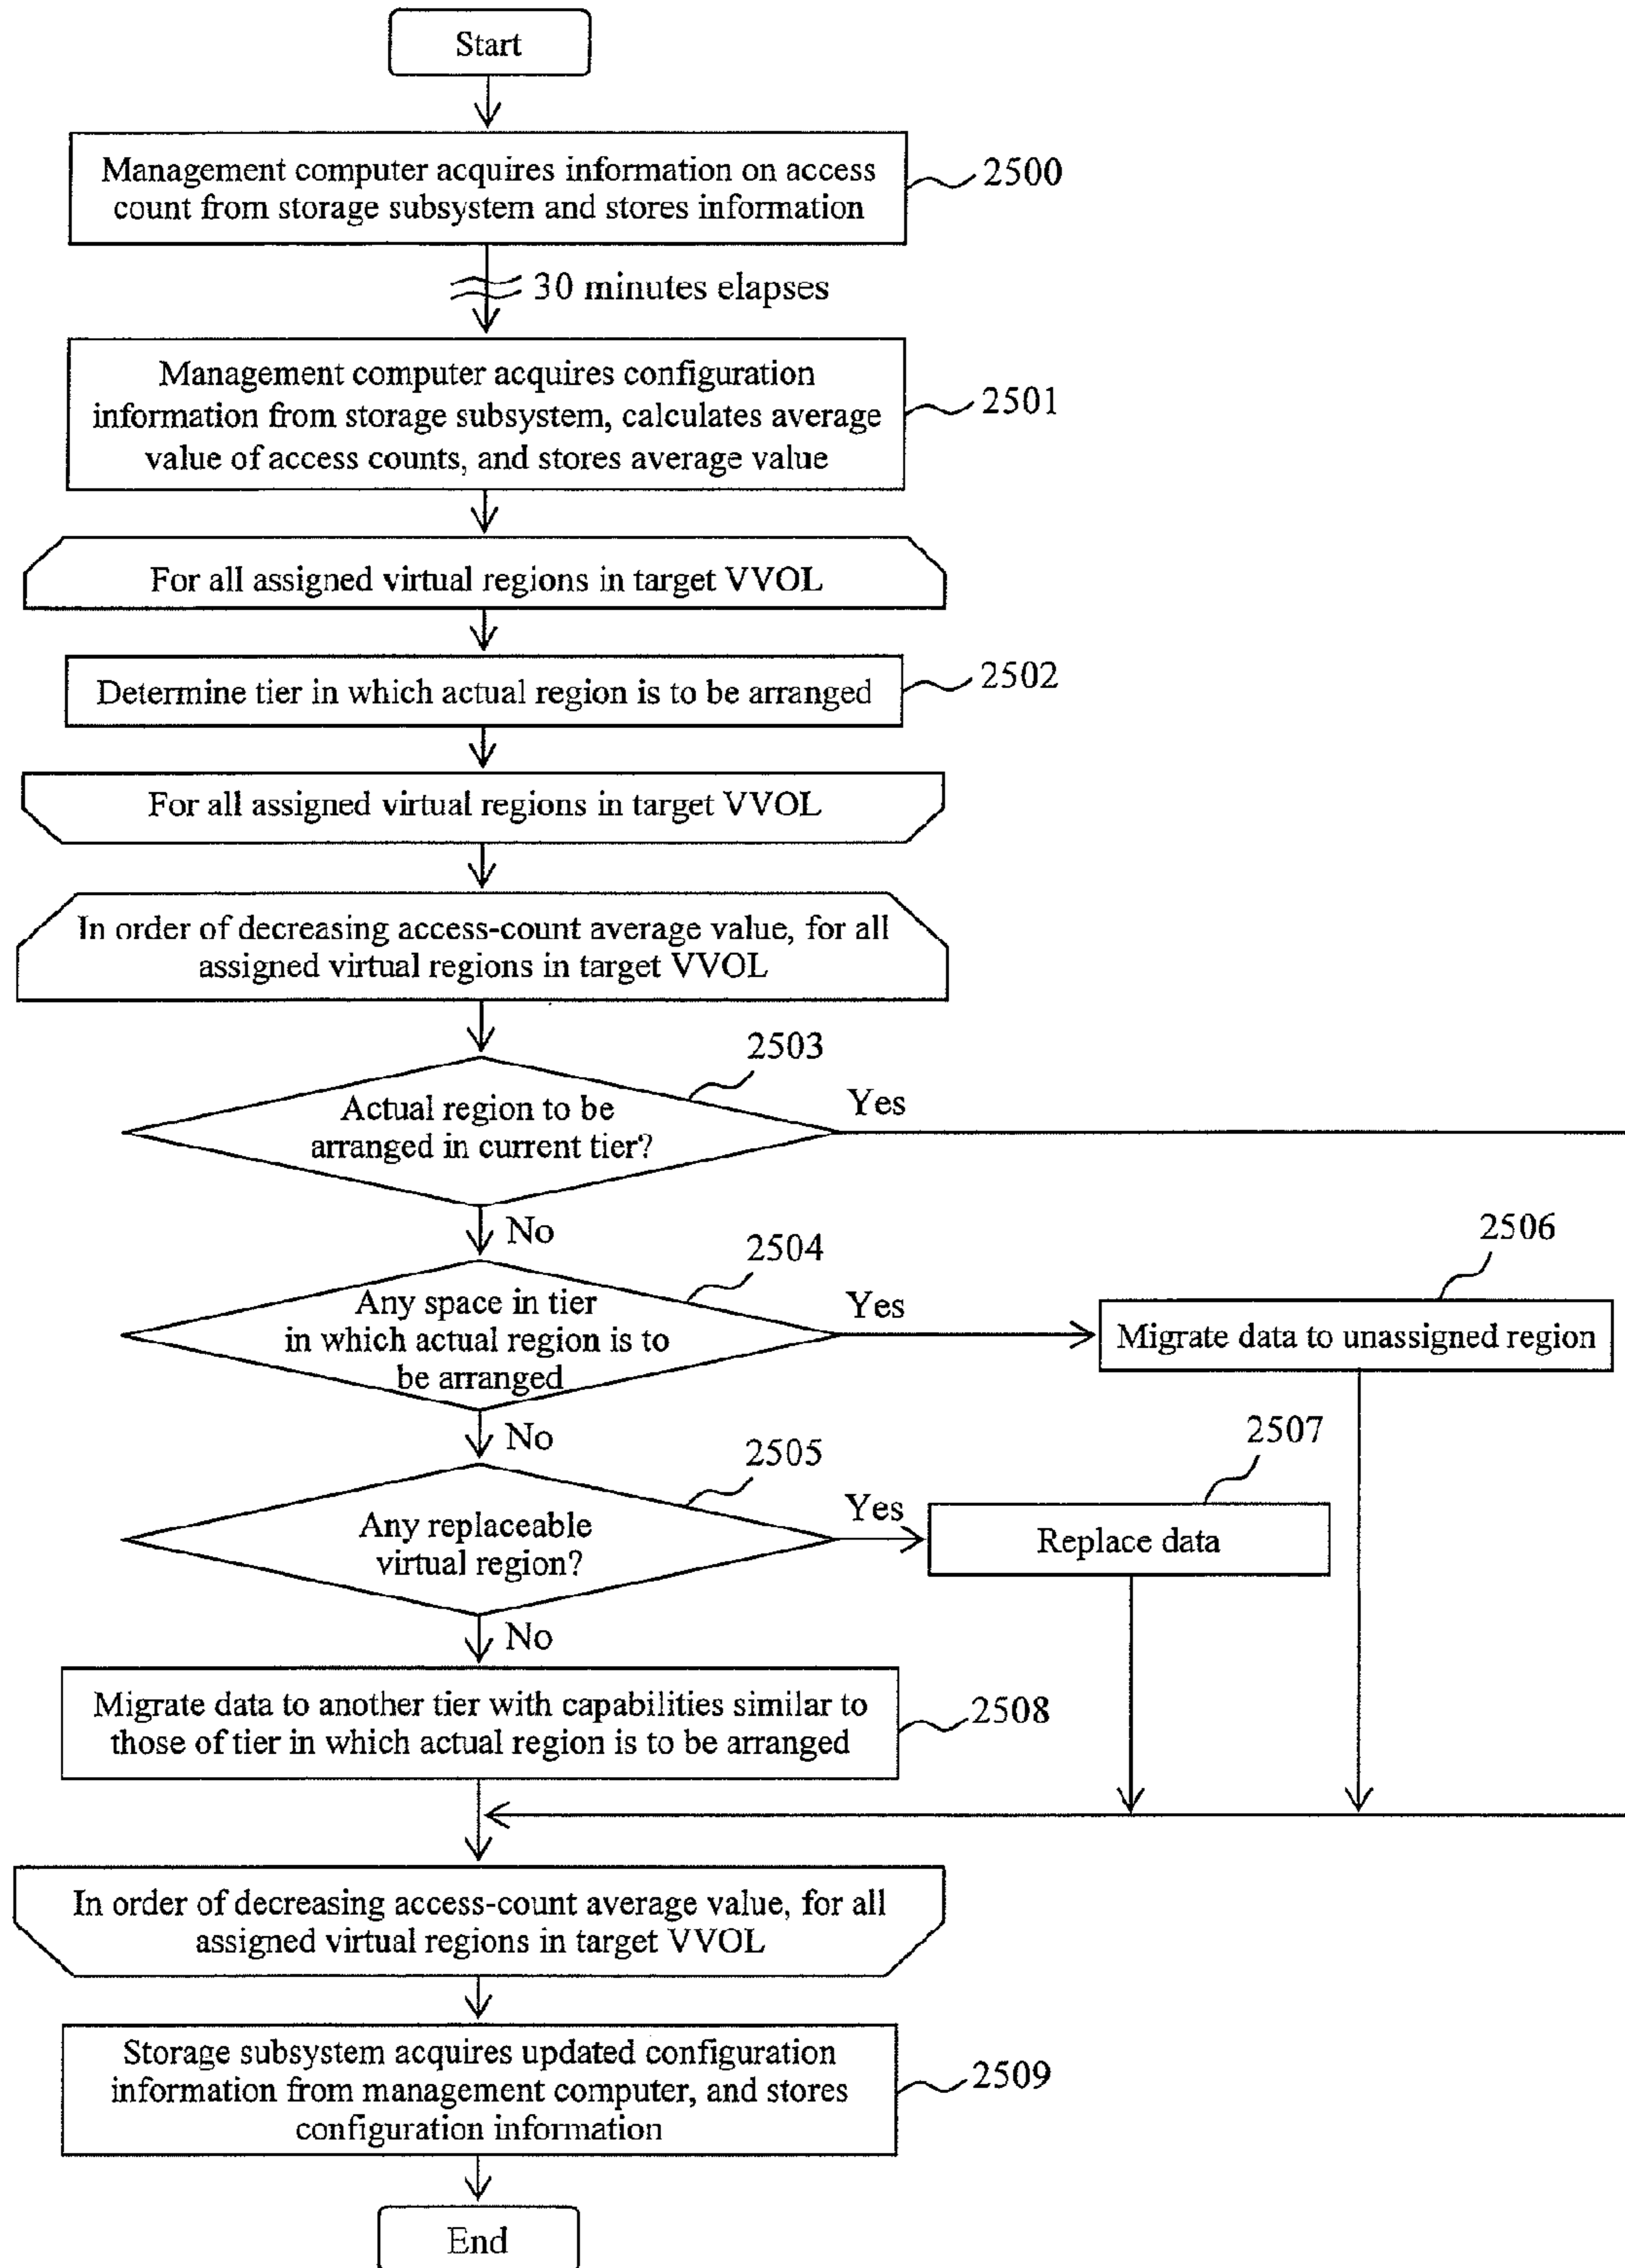 Start
Management computer acquires information on access
count from storage subsystem and stores information
2500
30 minutes elapses
Management computer acquires configuration
information from storage subsystem, calculates average
value of access counts, and stores average value
2501
For all assigned virtual regions in target VVOL
Determine tier in which actual region is to be arranged
2502
For all assigned virtual regions in target VVOL
In order of decreasing access-count average value, for all
assigned virtual regions in target VVOL
2503
Actual region to be
arranged in current tier?
Yes
No
2504
Any space in tier
in which actual region is to
be arranged
Yes
2506
Migrate data to unassigned region
No
2505
Any replaceable
virtual region?
Yes
2507
Replace data
No
Migrate data to another tier with capabilities similar to
those of tier in which actual region is to be arranged
2508
In order of decreasing access-count average value, for all
assigned virtual regions in target VVOL
Storage subsystem acquires updated configuration
information from management computer, and stores
configuration information
2509
End